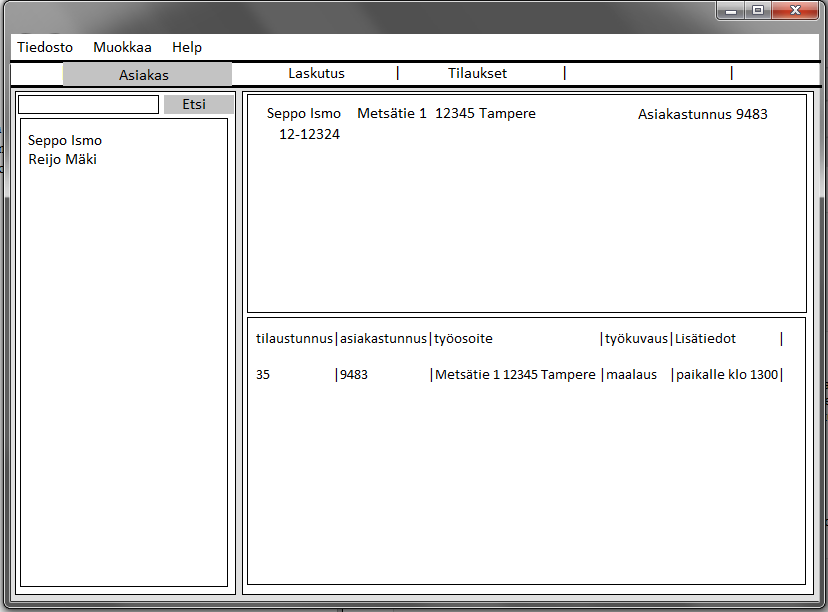 Tiedosto Muokkaa Help
Asiakas Laskutus | Tilaukset | |
Etsi
Seppo Ismo
Reijo Mäki
Seppo Ismo Metsätie 1 12345 Tampere Asiakastunnus 9483
12-12324
tilaustunnus|asiakastunnus|työosoite |työkuvaus|Lisätiedot |
35 |9483 |Metsätie 1 12345 Tampere |maalaus |paikalle klo 1300|